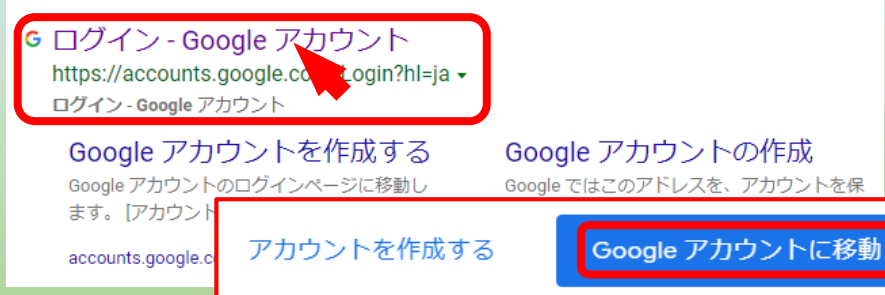 ログイン - Google アカウント
https://accounts.google.co Login?hl=ja
ログイン - Google アカウント
Google アカウントを作成する
Google アカウントのログインページに移動し
ます。 [アカウント
accounts.google.c
Google アカウントの作成
Google ではこのアドレスを、アカウントを保
アカウントを作成する
Google アカウントに移動